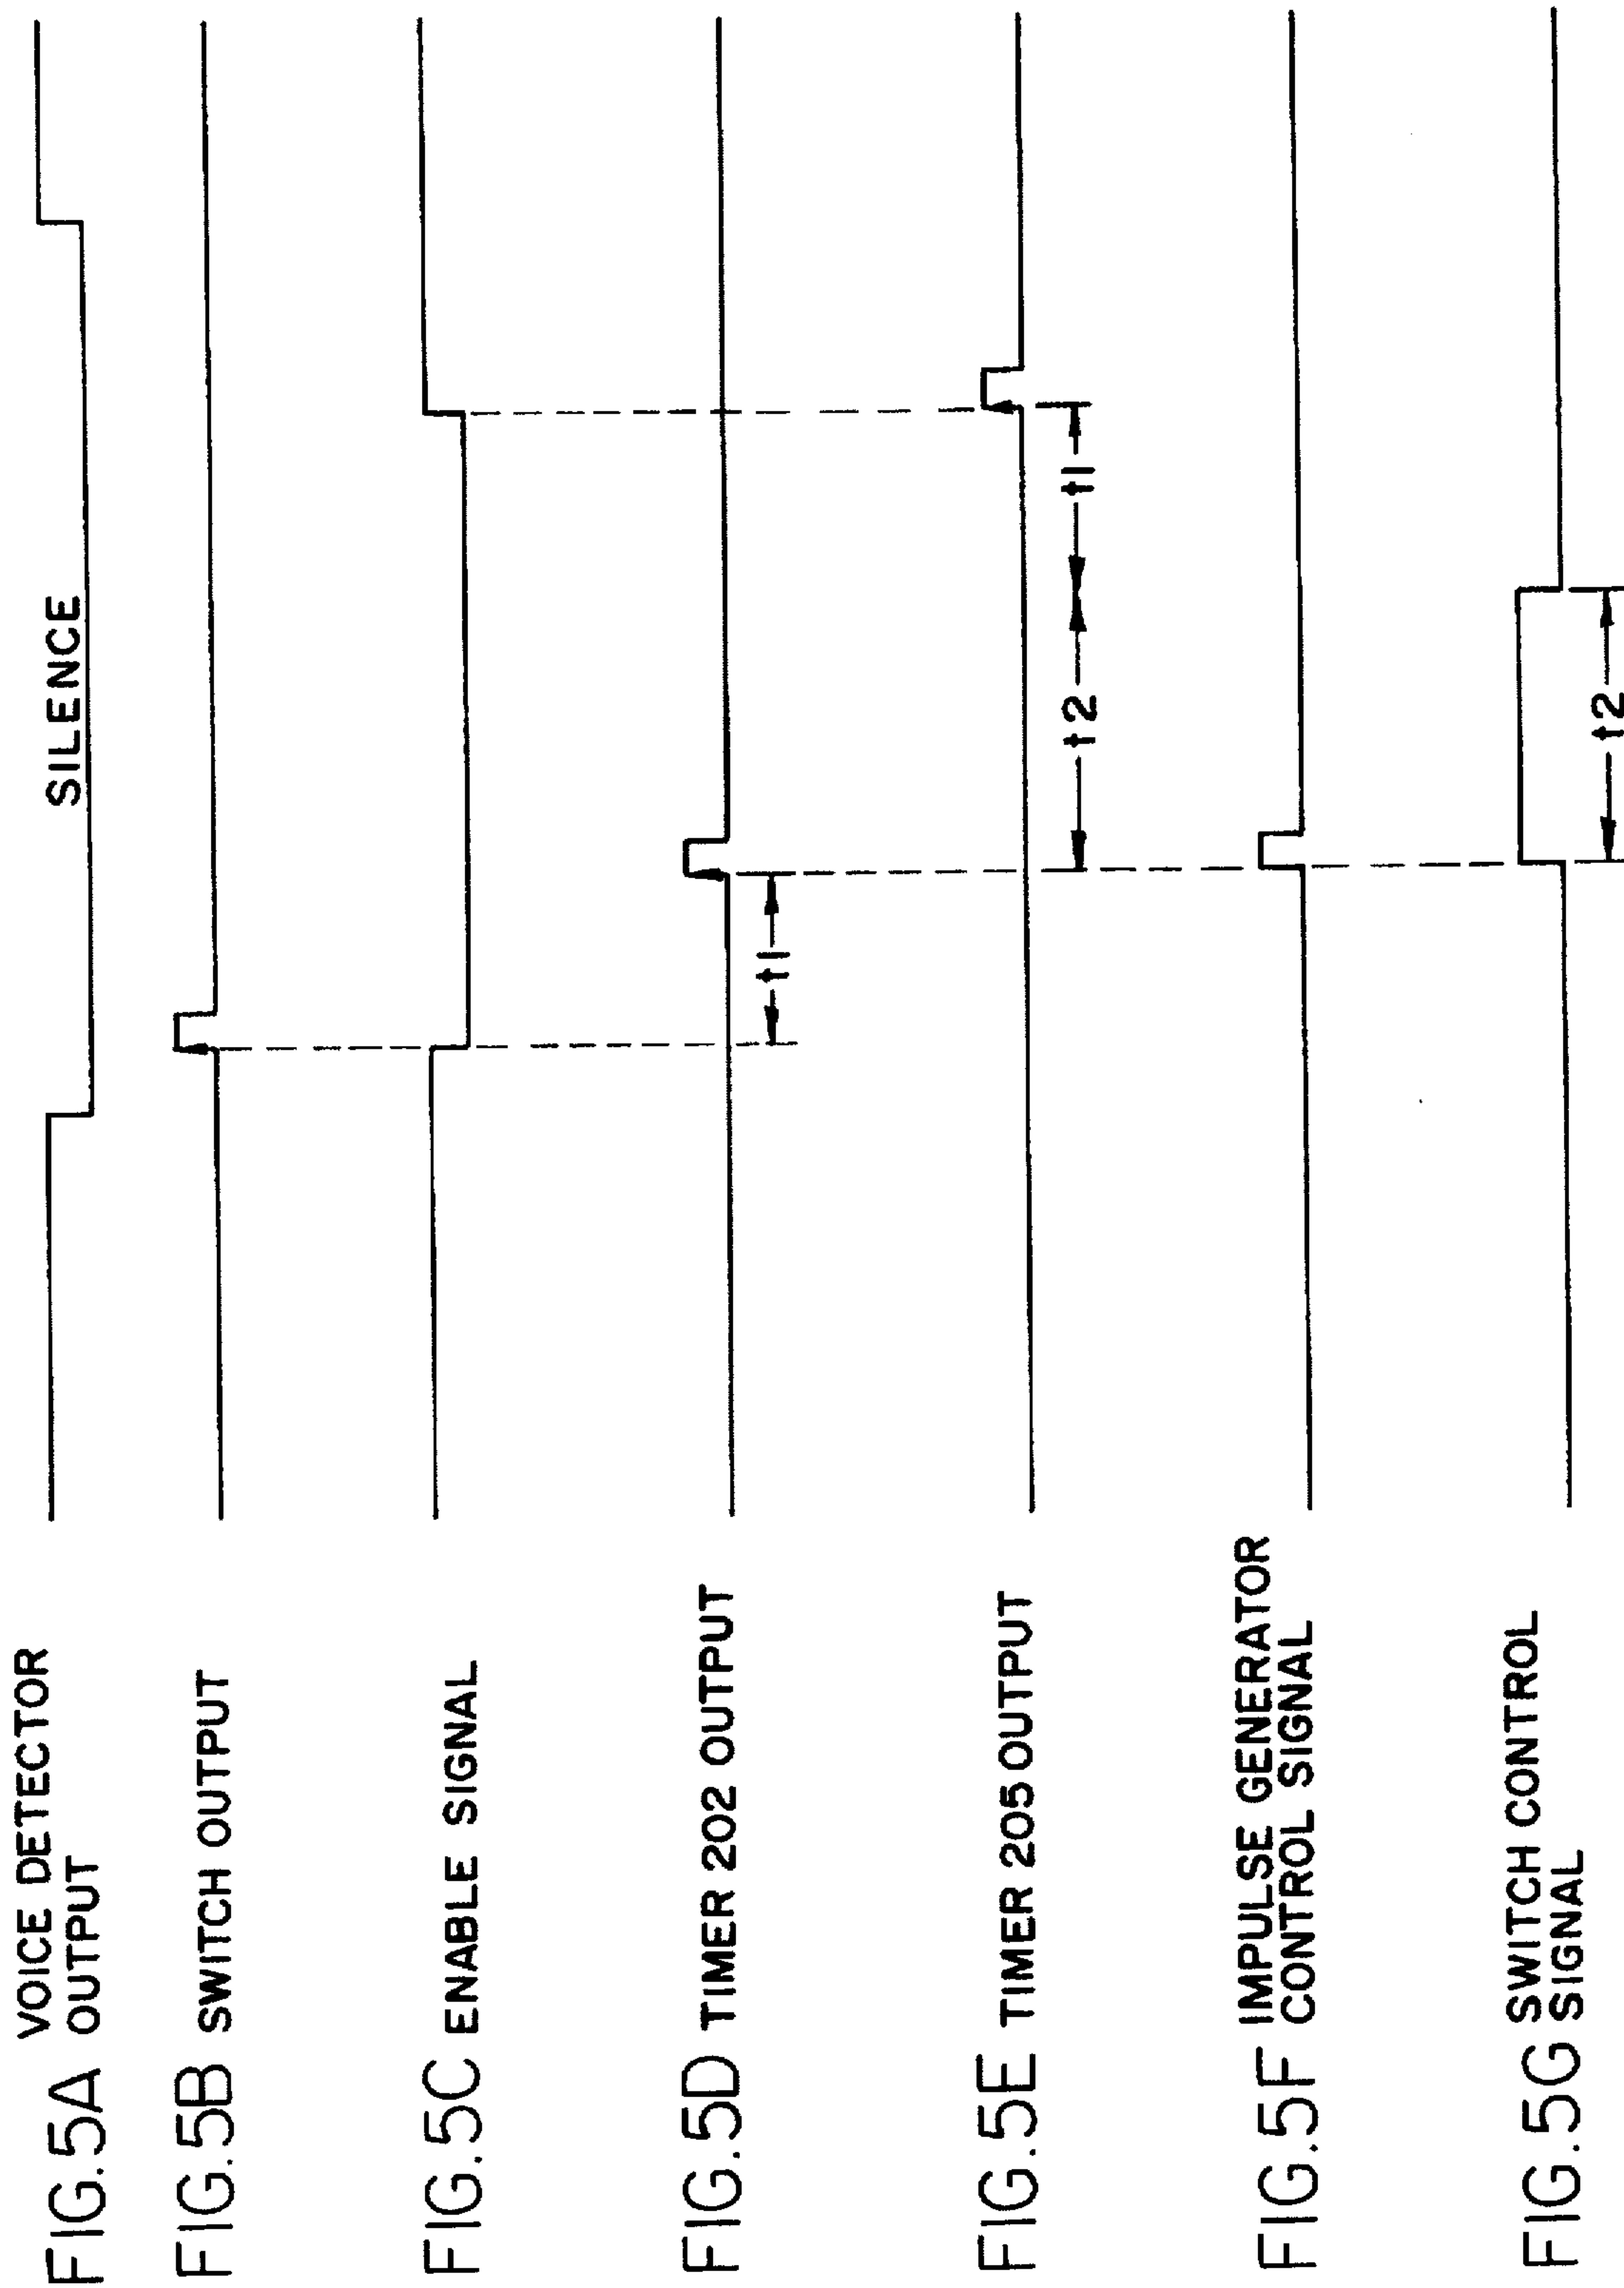 FIG.5A VOICE DETECTOR
OUTPUT
SILENCE
FIG.5B SWITCH OUTPUT
FIG.5C ENABLE SIGNAL
FIG.5D TIMER 202 OUTPUT
t1
FIG.5E TIMER 205 OUTPUT
t2
t1
FIG.5F IMPULSE GENERATOR
CONTROL SIGNAL
FIG.5G SWITCH CONTROL
SIGNAL
t2